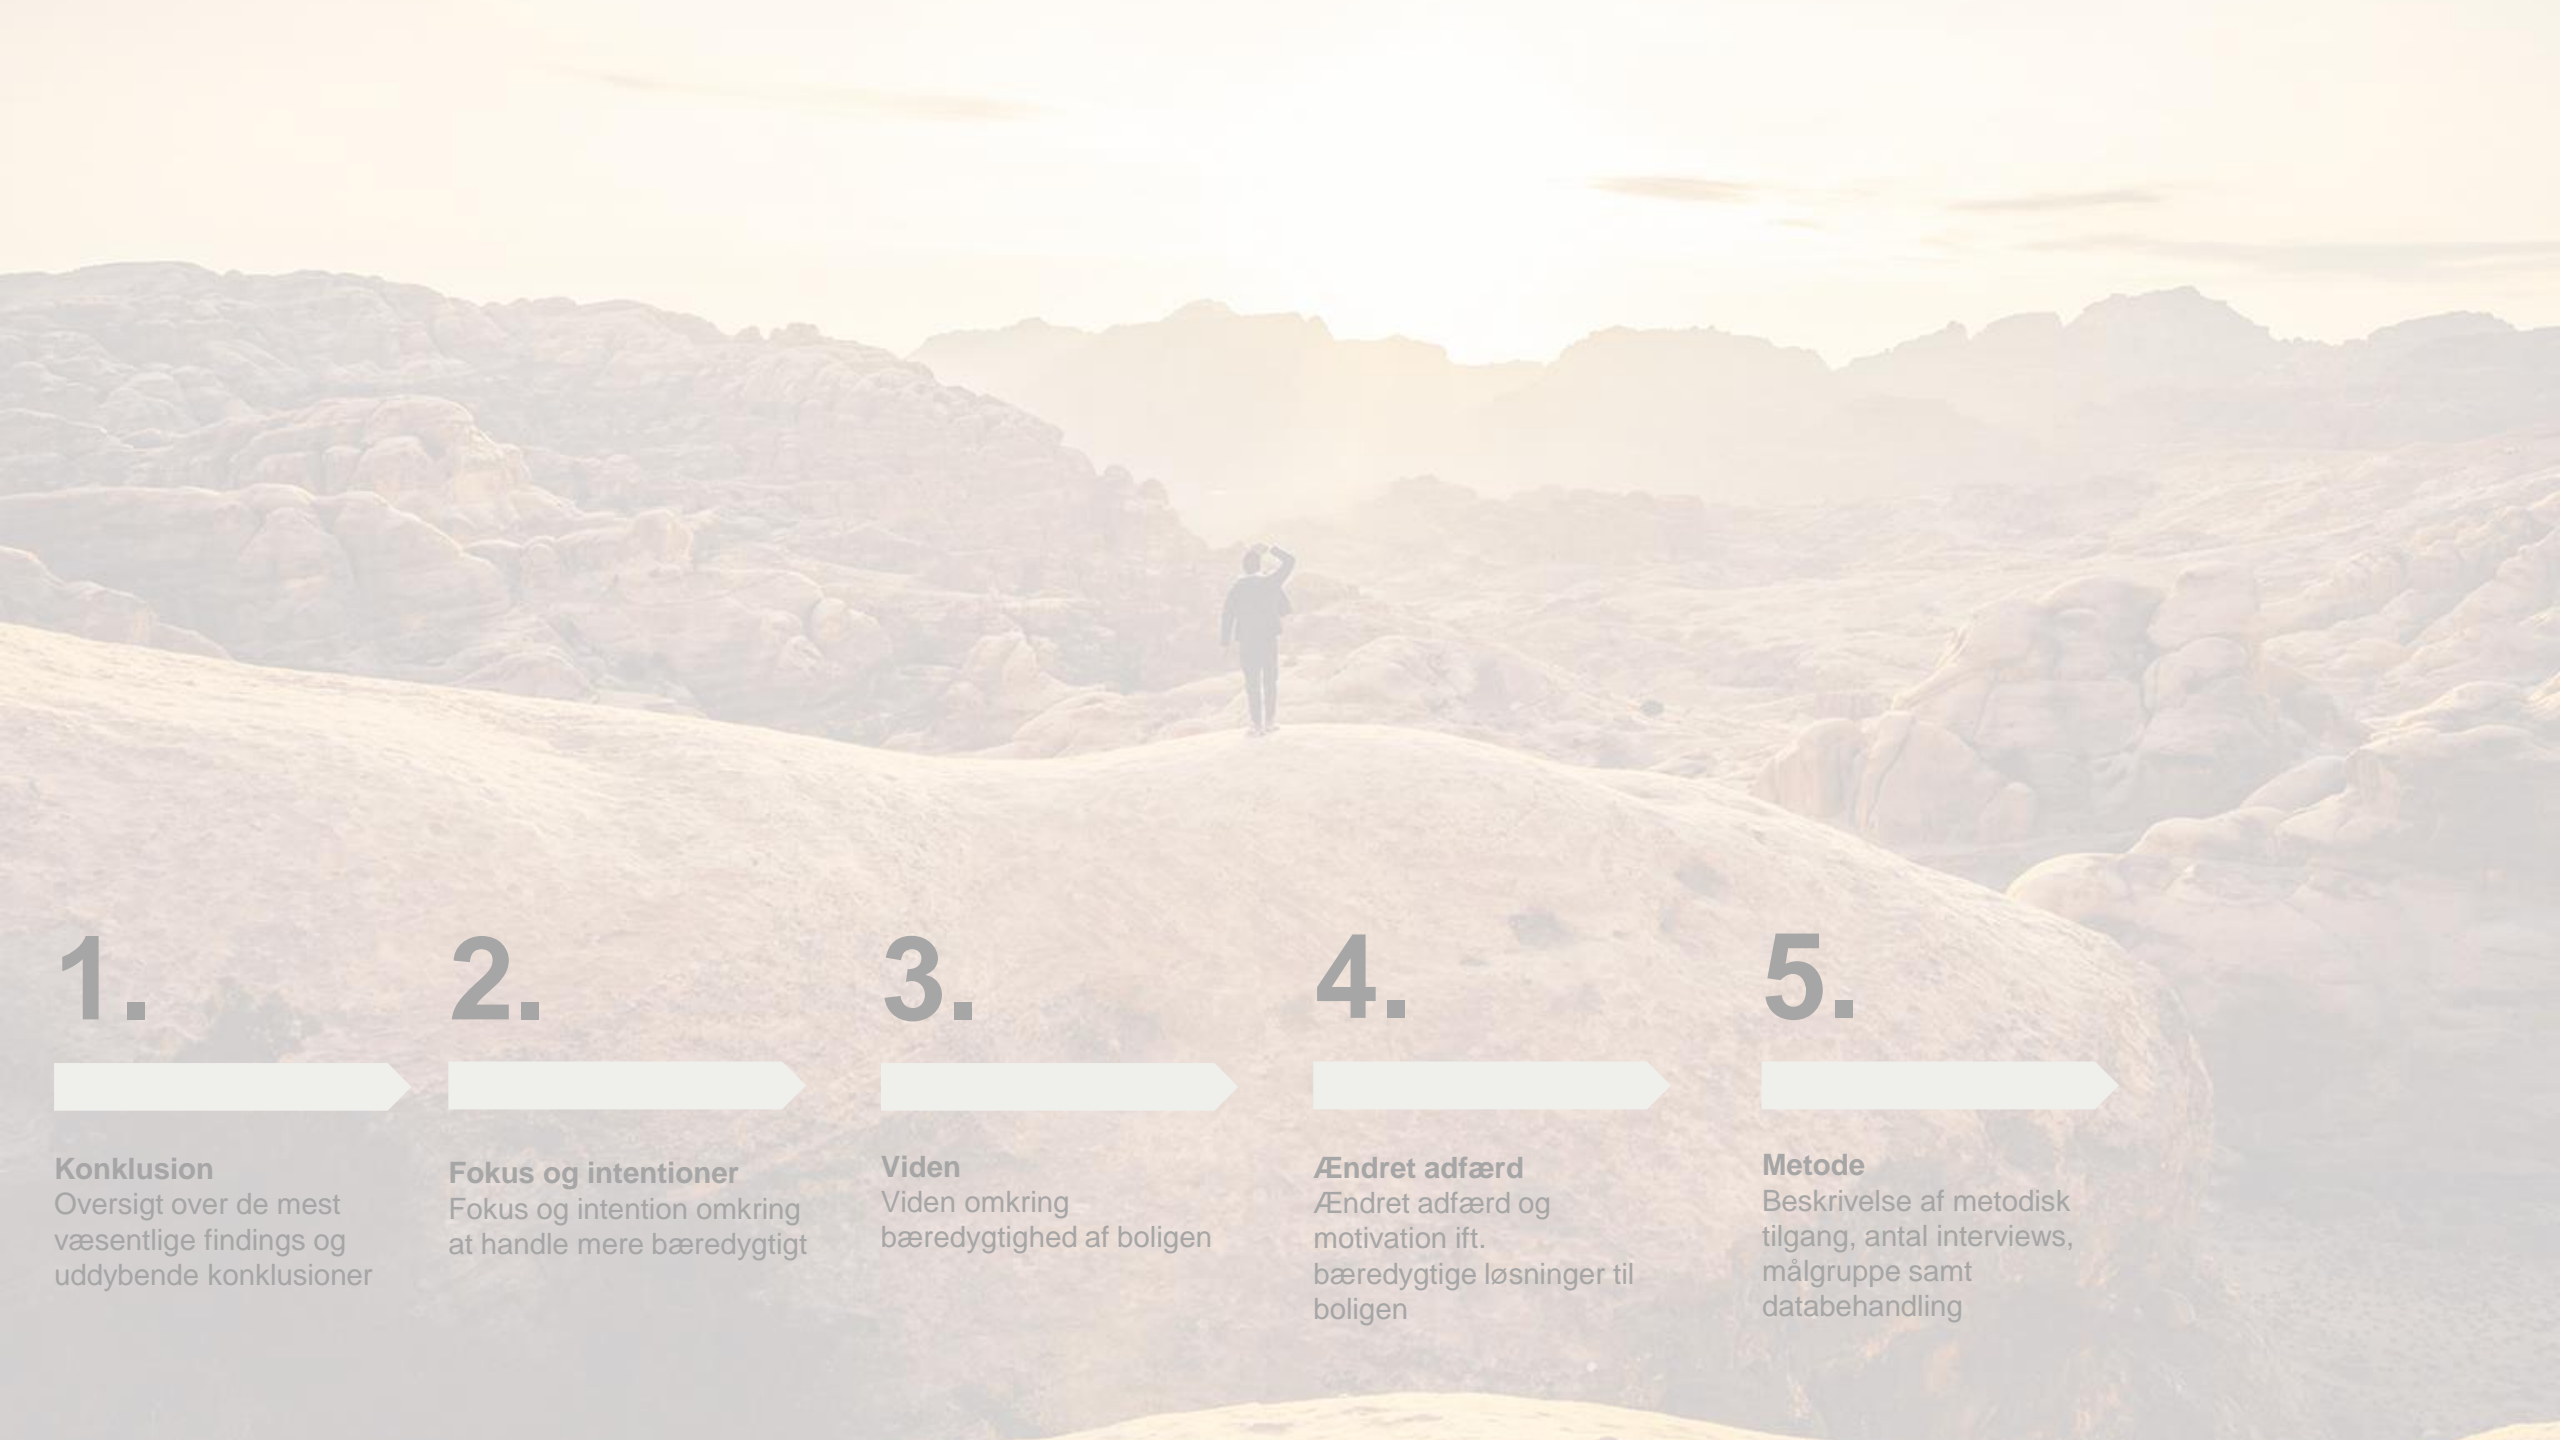 1.
Konklusion
Oversigt over de mest
væsentlige findings og
uddybende konklusioner
2.
Fokus og intentioner
Fokus og intention omkring
at handle mere bæredygtigt
3.
Viden
Viden omkring
bæredygtighed af boligen
4.
Ændret adfærd
Ændret adfærd og
motivation ift.
bæredygtige løsninger til
boligen
5.
Metode
Beskrivelse af metodisk
tilgang, antal interviews,
målgruppe samt
databehandling